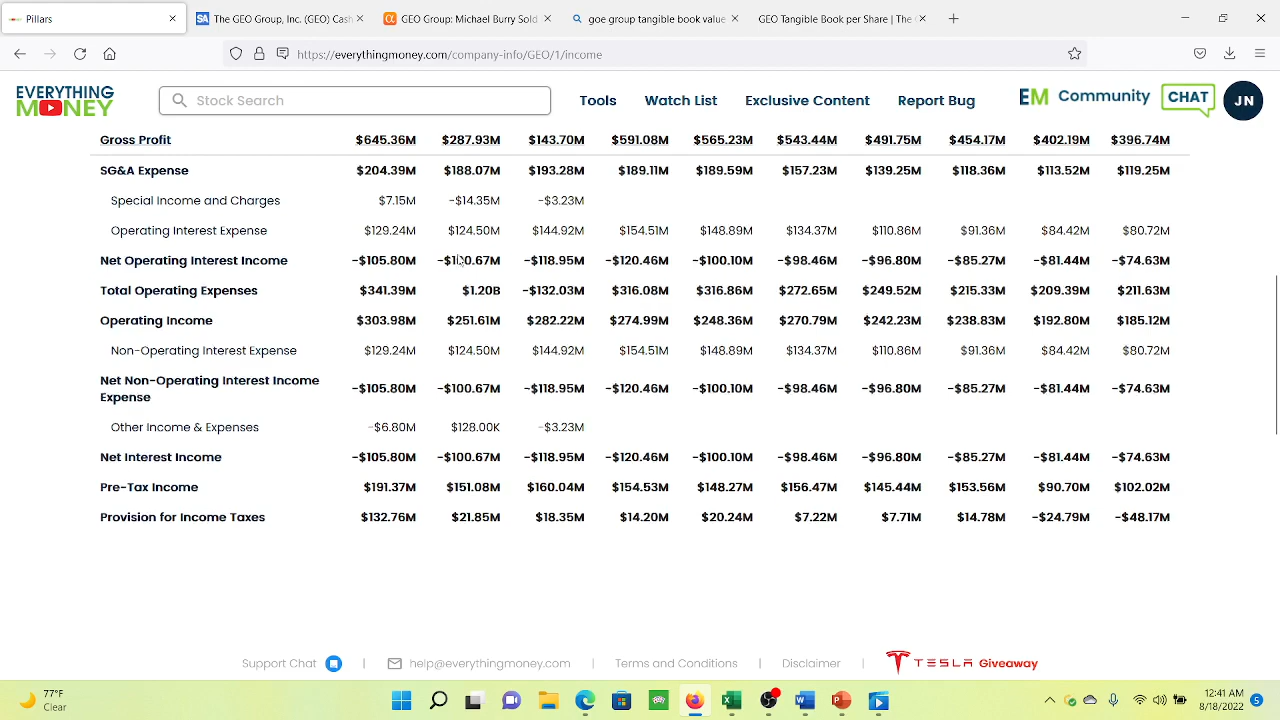 Pillars
SA The GEO Group, Inc. (GEO) Cash
GEO Group: Michael Burry Sold
goe group tangible book value
GEO Tangible Book per Share | The
https://everythingmoney.com/company-info/GEO/1/income
EVERYTHING
MONEY
Stock Search
Tools
Watch List
Exclusive Content
Report Bug
EM Community
CHAT
JN
Gross Profit $645.36M $287.93M $143.70M $591.08M $565.23M $543.44M $491.75M $454.17M $402.19M $396.74M
SG&A Expense $204.39M $188.07M $193.28M $189.11M $189.59M $157.23M $139.25M $118.36M $113.52M $119.25M
Special Income and Charges $7.15M -$14.35M -$3.23M
Operating Interest Expense $129.24M $124.50M $144.92M $154.51M $148.89M $134.37M $110.86M $91.36M $84.42M $80.72M
Net Operating Interest Income -$105.80M -$100.67M -$118.95M -$120.46M -$100.10M -$98.46M -$96.80M -$85.27M -$81.44M -$74.63M
Total Operating Expenses $341.39M $1.20B -$132.03M $316.08M $316.86M $272.65M $249.52M $215.33M $209.39M $211.63M
Operating Income $303.98M $251.61M $282.22M $274.99M $248.36M $270.79M $242.23M $238.83M $192.80M $185.12M
Non-Operating Interest Expense $129.24M $124.50M $144.92M $154.51M $148.89M $134.37M $110.86M $91.36M $84.42M $80.72M
Net Non-Operating Interest Income
Expense -$105.80M -$100.67M -$118.95M -$120.46M -$100.10M -$98.46M -$96.80M -$85.27M -$81.44M -$74.63M
Other Income & Expenses -$6.80M $128.00K -$3.23M
Net Interest Income -$105.80M -$100.67M -$118.95M -$120.46M -$100.10M -$98.46M -$96.80M -$85.27M -$81.44M -$74.63M
Pre-Tax Income $191.37M $151.08M $160.04M $154.53M $148.27M $156.47M $145.44M $153.56M $90.70M $102.02M
Provision for Income Taxes $132.76M $21.85M $18.35M $14.20M $20.24M $7.22M $7.71M $14.78M -$24.79M -$48.17M
Support Chat | help@everythingmoney.com | Terms and Conditions | Disclaimer | TESLA Giveaway
77°F
Clear
12:41 AM
8/18/2022
5